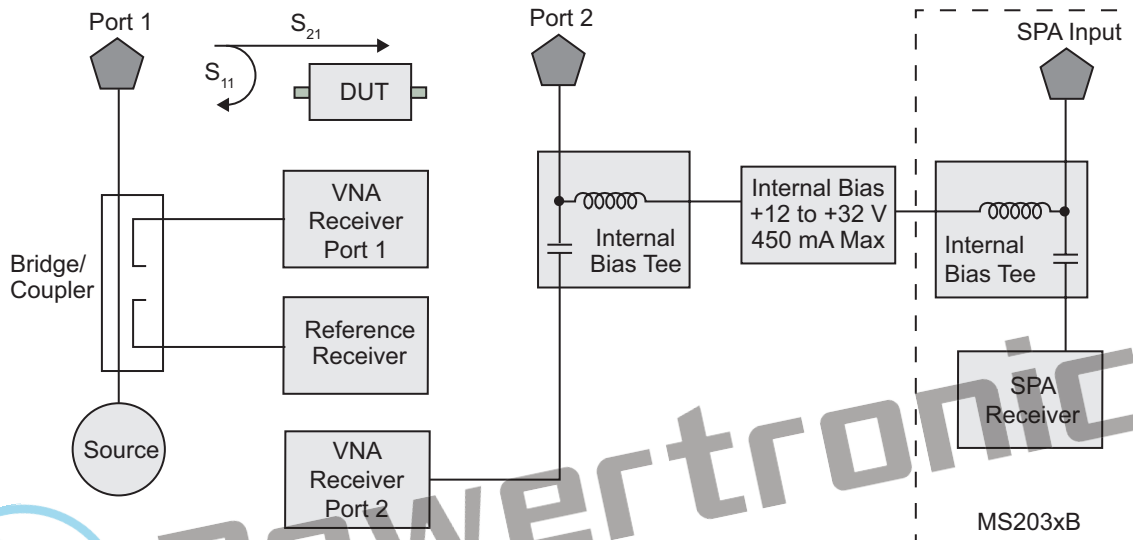 Port 1
S21
S11
DUT
Port 2
SPA Input
VNA
Receiver
Port 1
Bridge/
Coupler
Reference
Receiver
Source
VNA
Receiver
Port 2
Internal
Bias Tee
Internal Bias
+12 to +32 V
450 mA Max
Internal
Bias Tee
SPA
Receiver
MS203xB